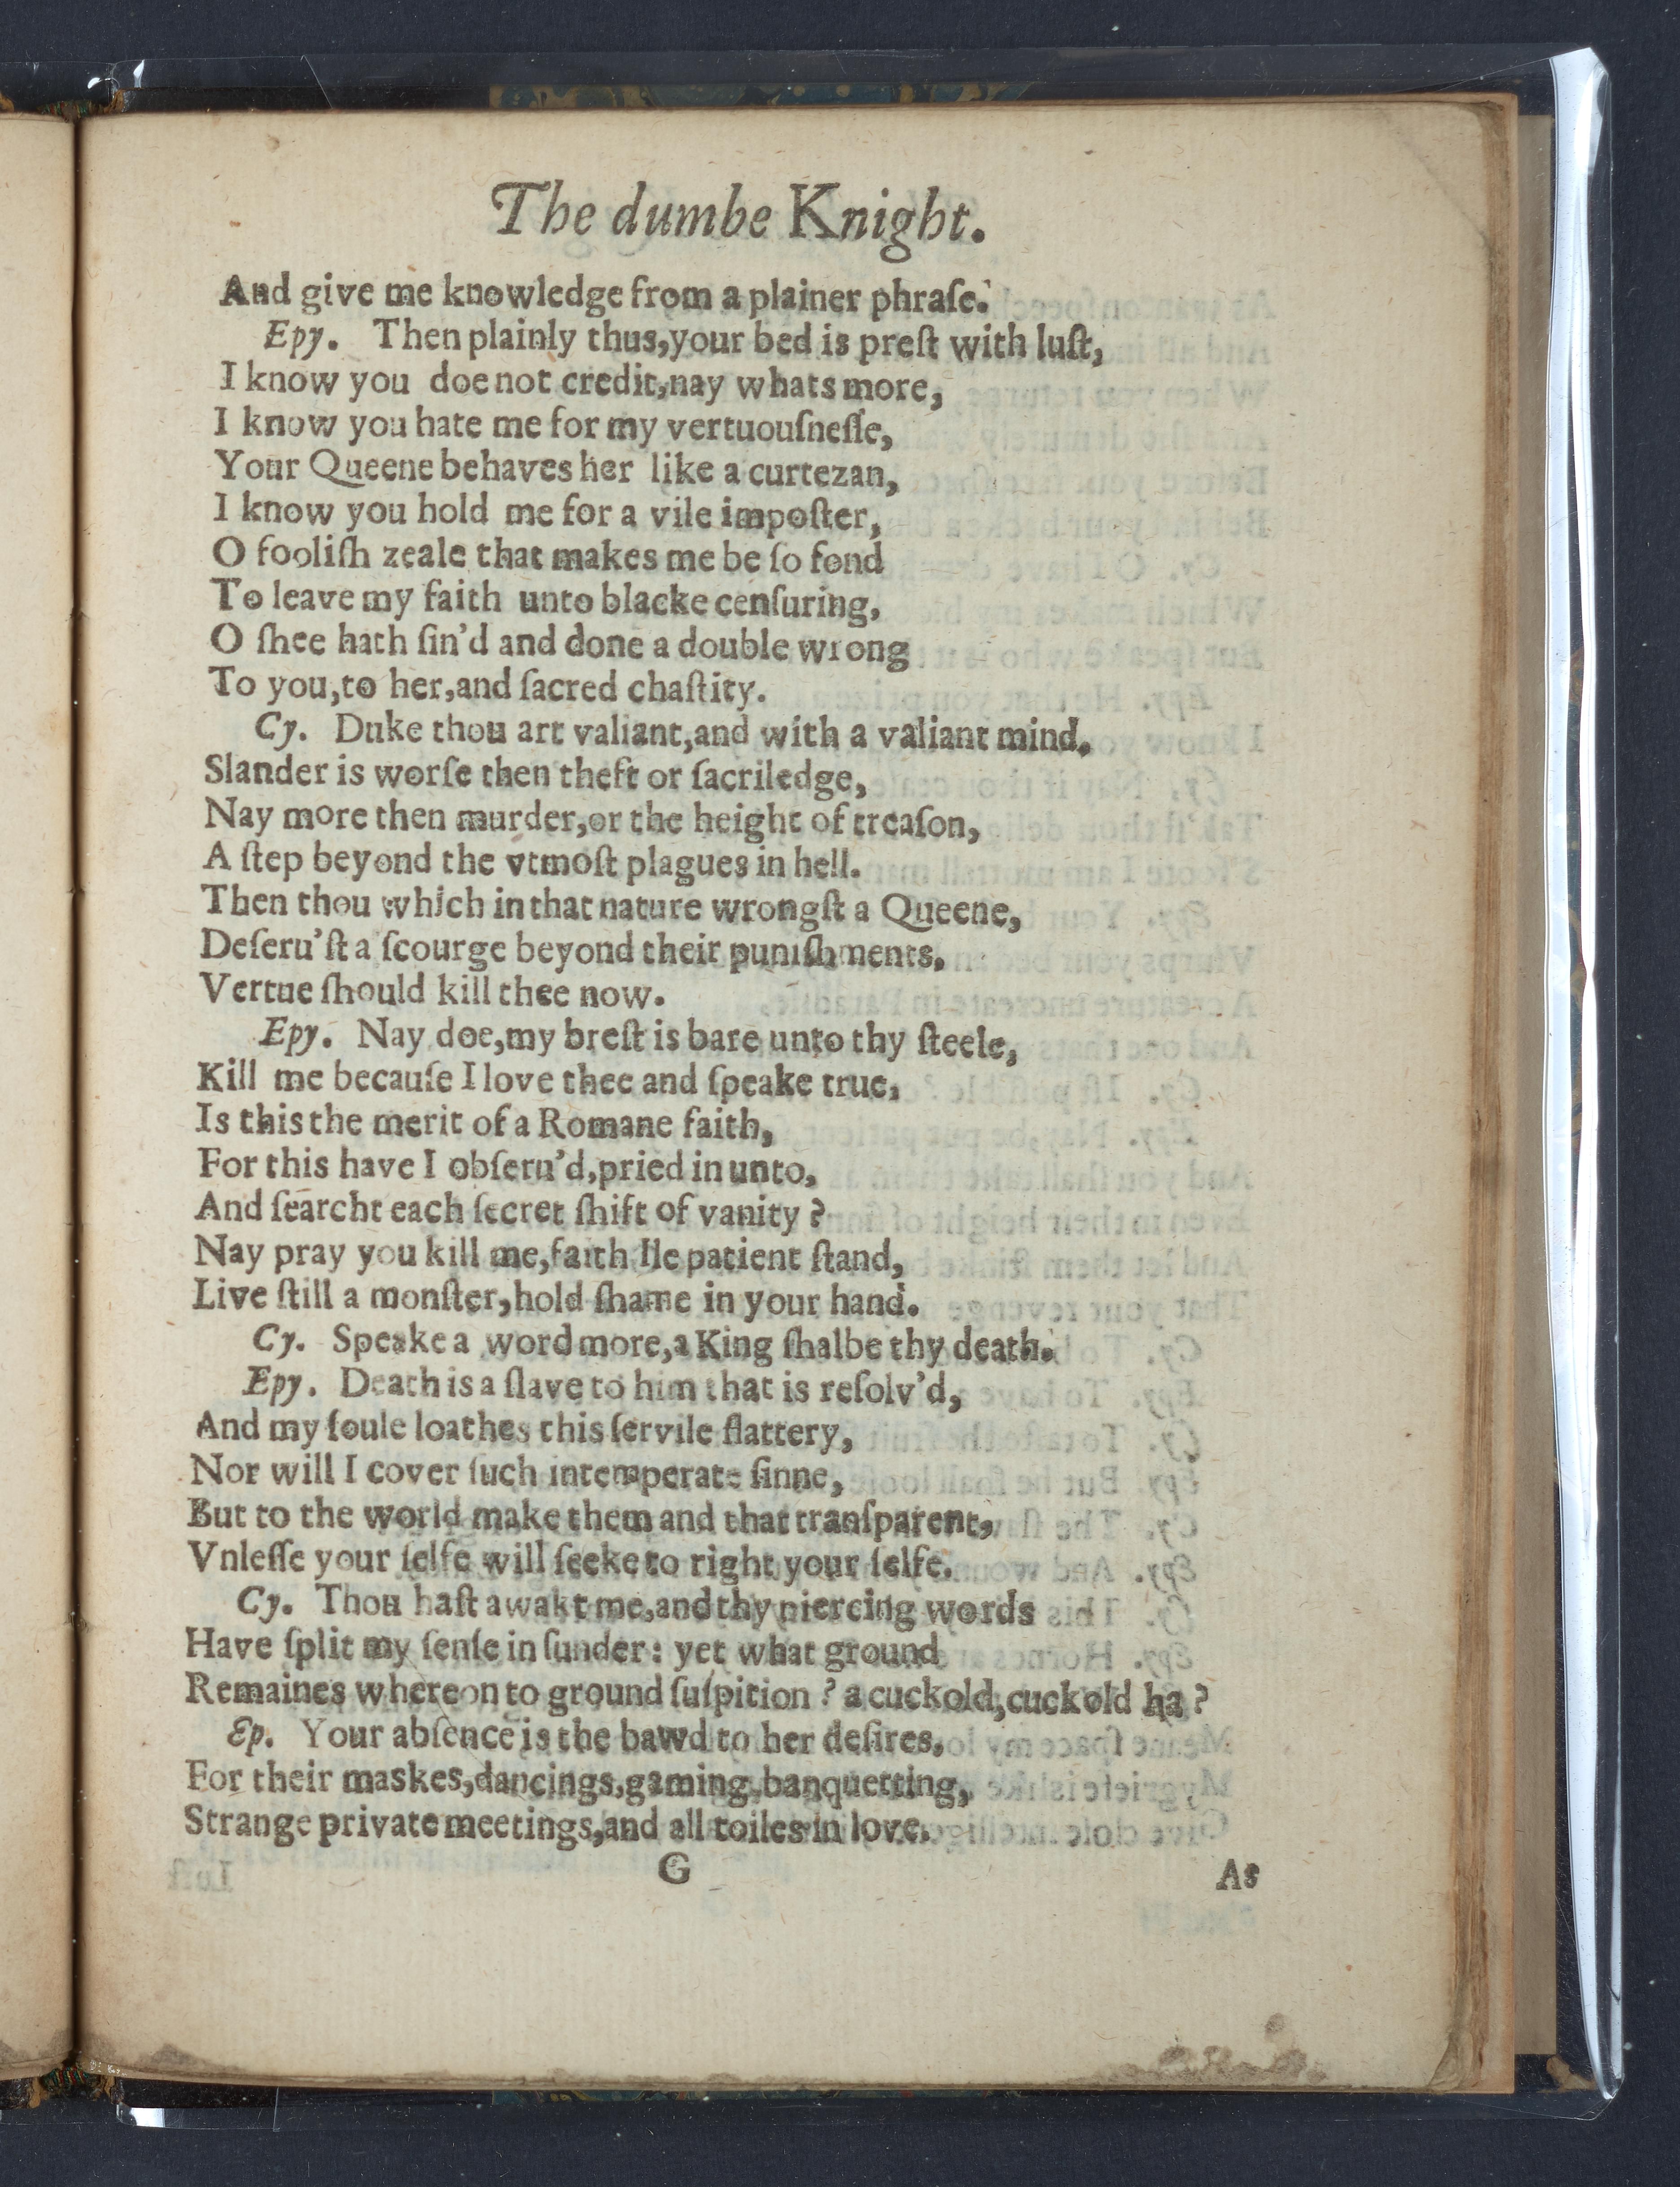 The dumbe Knight.
And give me knowledge from a plainer phraſe.
Epy. Then plainly thus,your bed is preſt with luſt,
I know you doe not credit,nay whats more,
I know you hate me for my vertuouſneſſe,
Your Queene behaves her like a curtezan,
I know you hold me for a vile impoſter,
O fooliſh zeale that makes me be ſo fond
To leave my faith unto blacke cenſuring,
O ſhee hath ſin'd and done a double wrong
To you,to her,and ſacred chaſtity.
Cy. Duke thou art valiant,and with a valiant mind.
Slander is worſe then theft or ſacriledge,
Nay more then murder,or the height of treaſon,
A ſtep beyond the vtmoſt plagues in hell.
Then thou which in that nature wrongſt a Queene,
Deſeru'ſt a ſcourge beyond their puniſhments,
Vertue ſhould kill thee now.
Epy. Nay doe,my breſt is bare unto thy ſteele,
Kill me becauſe I love thee and ſpeake true,
Is this the merit of a Romane faith,
For this have I obſeru'd,pried in unto,
And ſearcht each ſecret ſhift of vanity ?
Nay pray you kill me,faith Ile patient ſtand,
Live ſtill a monſter,hold ſhame in your hand.
Cy. Speake a word more,a King ſhalbe thy death.
Epy. Death is a ſlave to him that is reſolv'd,
And my ſoule loathes this ſervile flattery,
Nor will I cover ſuch intemperate ſinne,
But to the world make them and that tranſparent,
Vnleſſe your ſelfe will ſeeke to right your ſelfe.
Cy. Thou haſt awakt me,and thy piercing words
Have ſplit my ſenſe in ſunder: yet what ground
Remaines whereon to ground ſuſpition ? a cuckold,cuckold ha ?
Ep. Your abſence is the bawd to her deſires,
For their maskes,dancings,gaming,banquetting,
Strange private meetings,and all toiles in love.
G
As